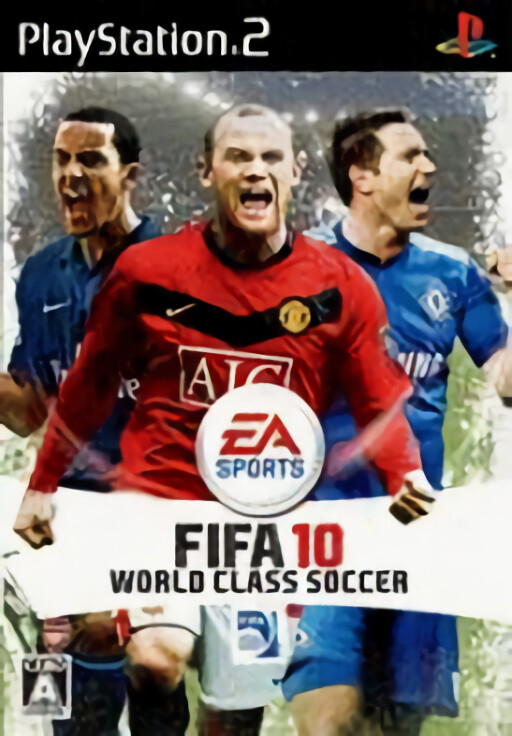 PlayStation.2
AIG
EA
SPORTS
FIFA 10
WORLD CLASS SOCCER
A